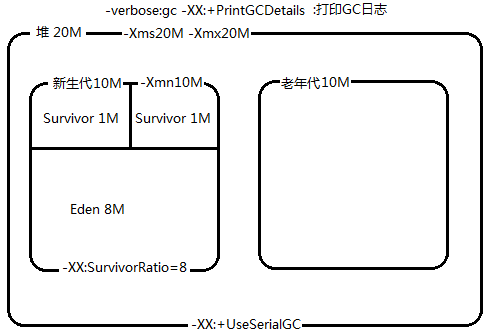 -verbose:gc -XX:+PrintGCDetails :打印GC日志
堆 20M -Xms20M -Xmx20M
新生代10M -Xmn10M 老年代10M
Survivor 1M Survivor 1M
Eden 8M
-XX:SurvivorRatio=8
-XX:+UseSerialGC